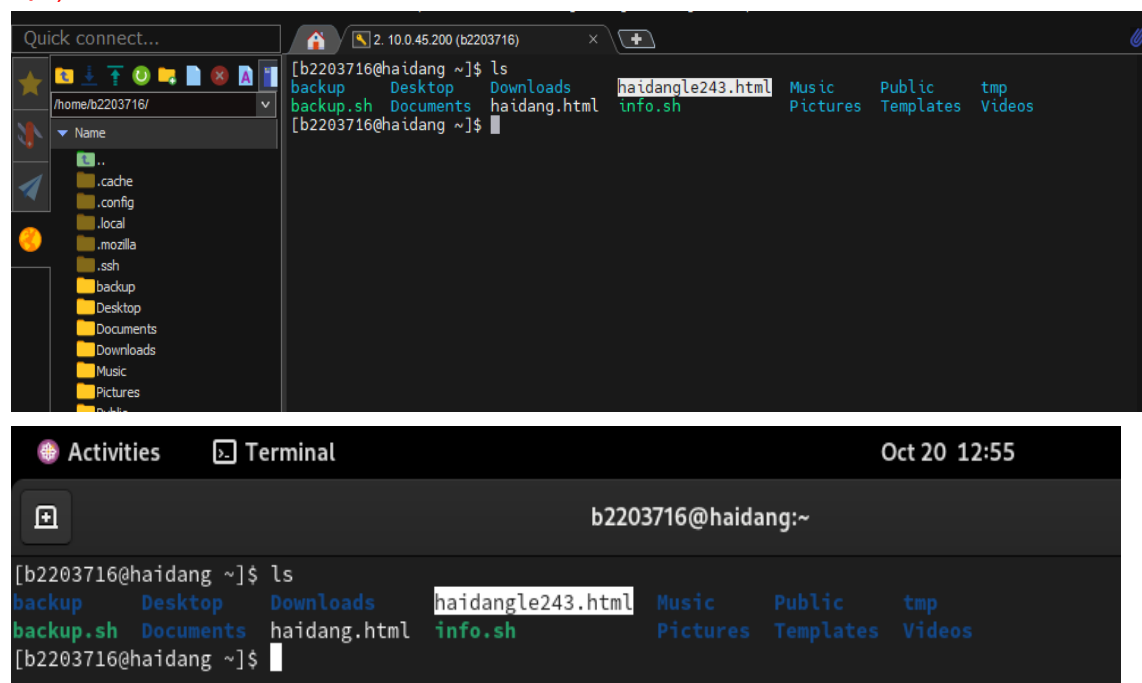 Quick connect...
2. 10.0.45.200 (b2203716)
/home/b2203716/
Name
..
.cache
.config
.local
.mozilla
.ssh
backup
Desktop
Documents
Downloads
Music
Pictures
[b2203716@haidang ~]$ ls
backup Desktop Downloads haidangle243.html Music Public tmp
backup.sh Documents haidang.html info.sh Pictures Templates Videos
[b2203716@haidang ~]$
Activities Terminal Oct 20 12:55
b2203716@haidang:~
[b2203716@haidang ~]$ ls
backup Desktop Downloads haidangle243.html Music Public tmp
backup.sh Documents haidang.html info.sh Pictures Templates Videos
[b2203716@haidang ~]$